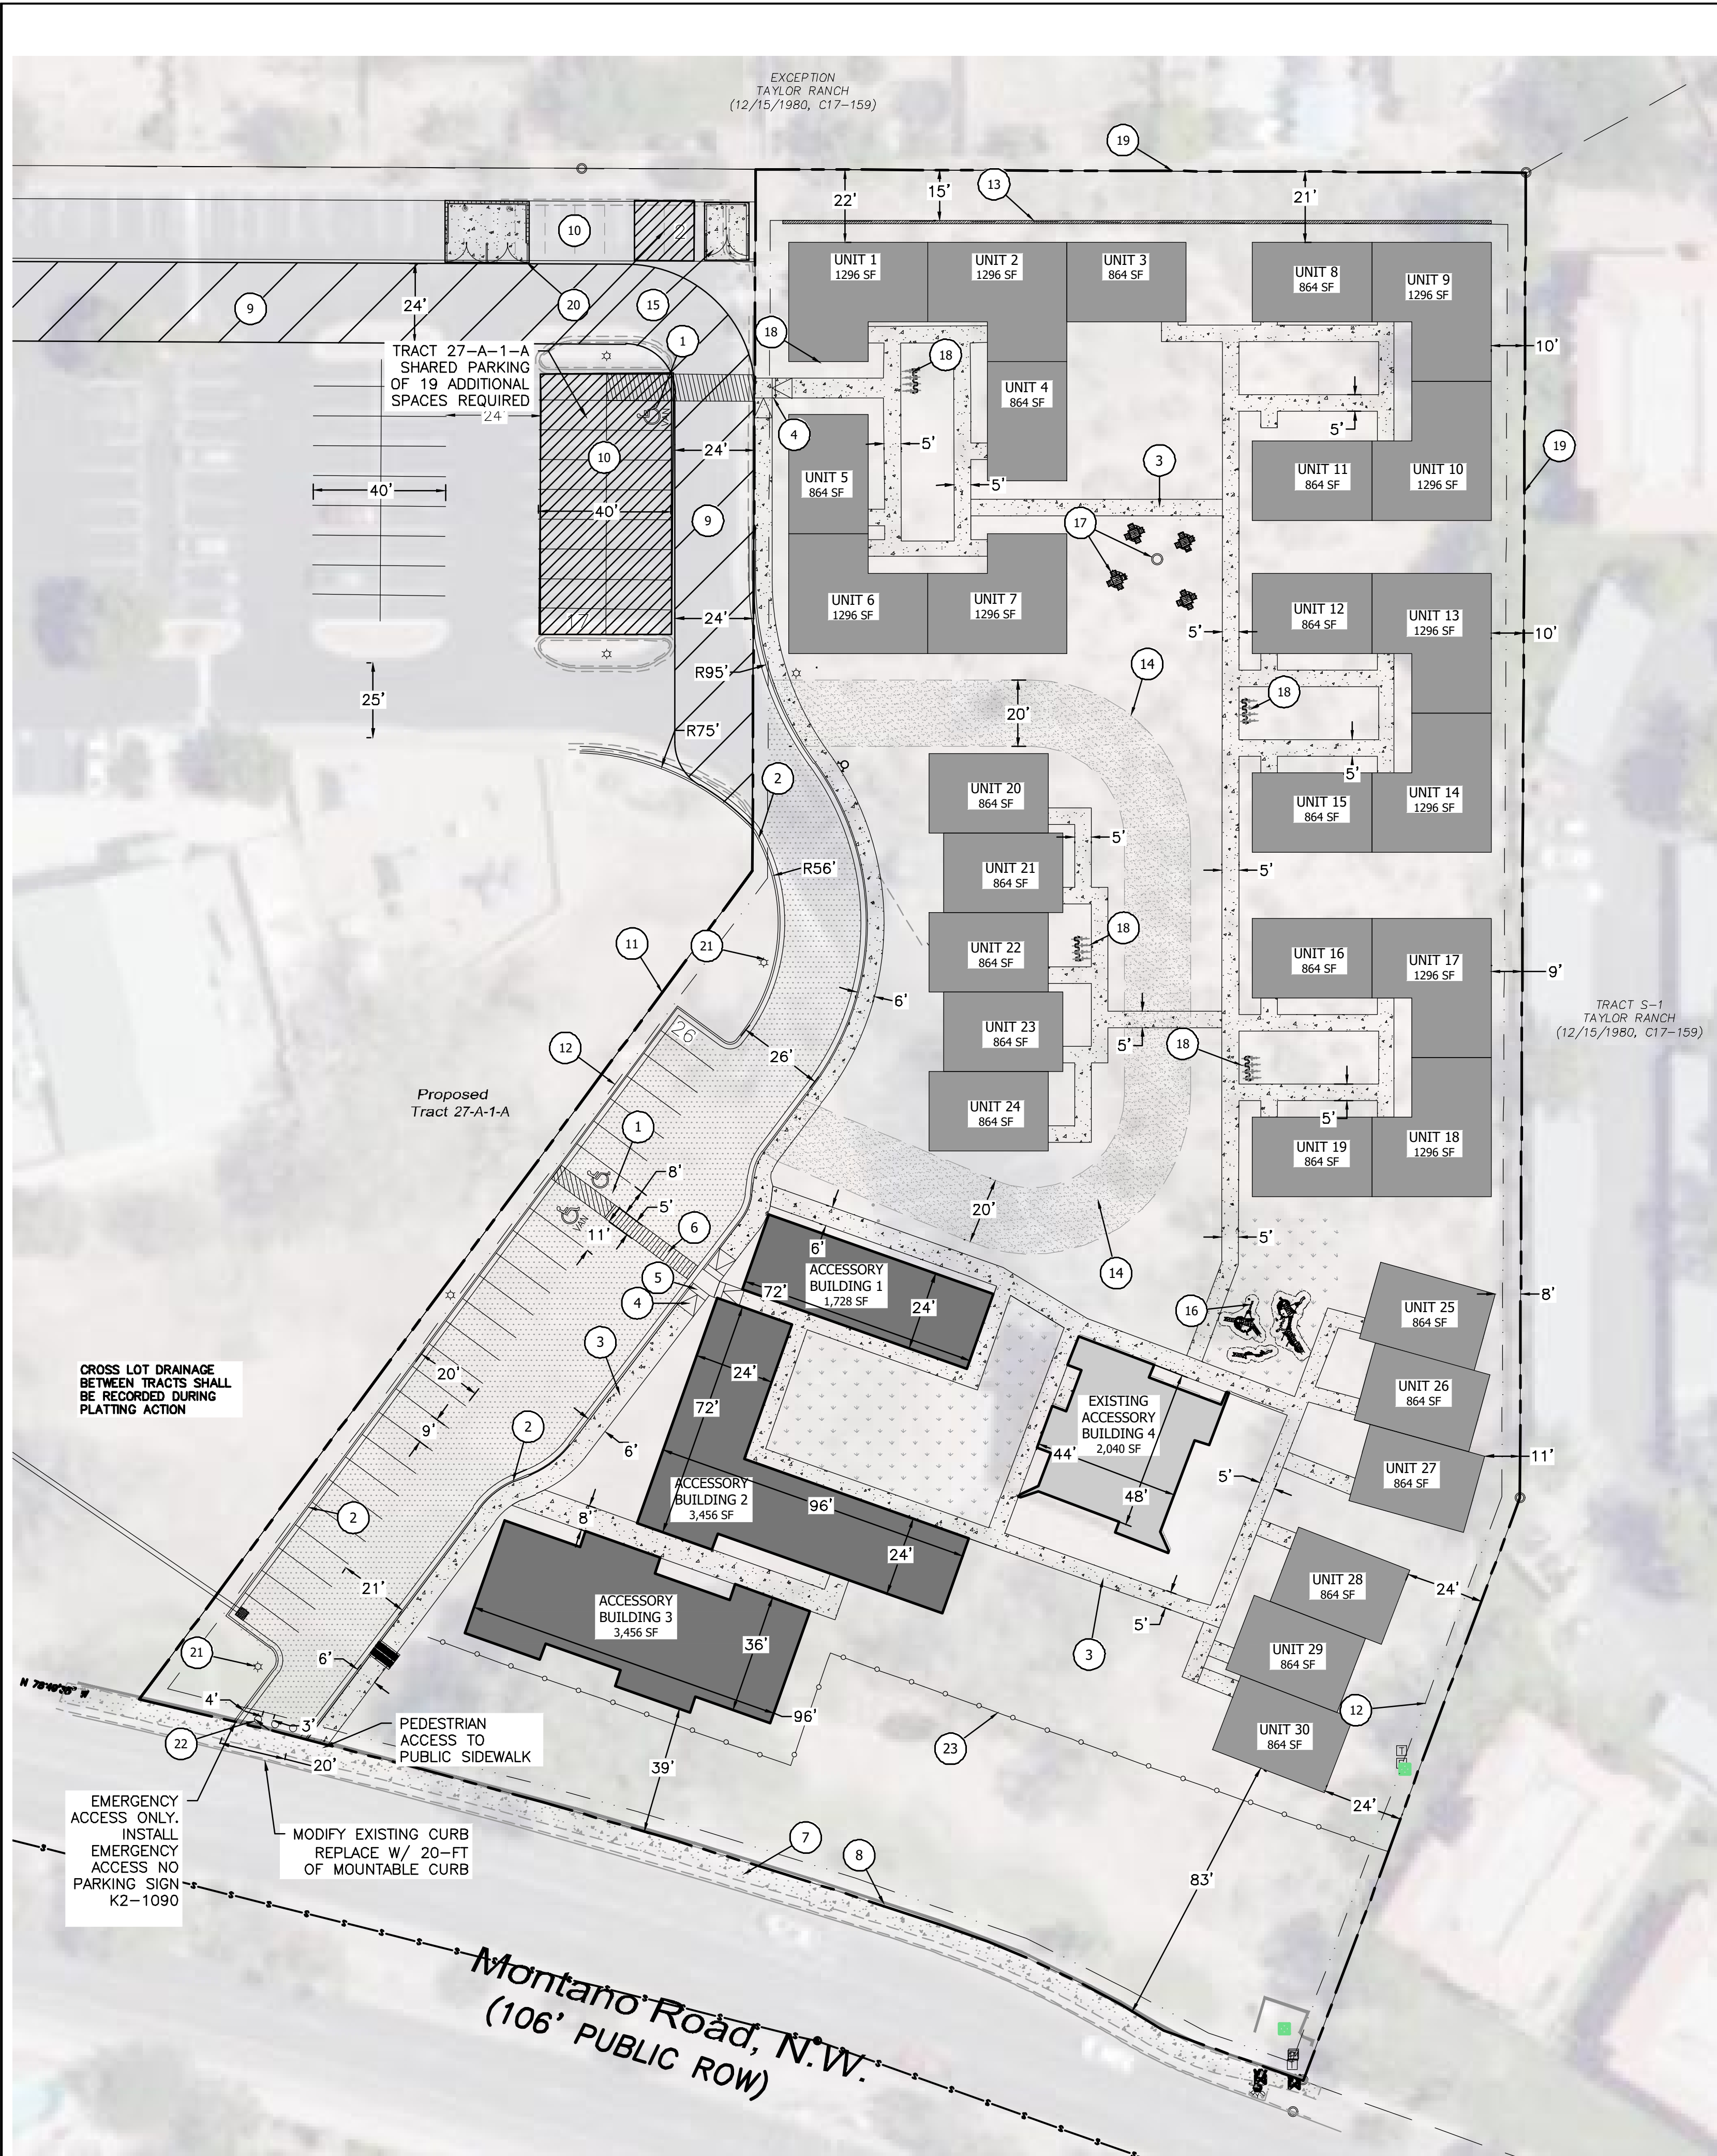 EXCEPTION
TAYLOR RANCH
(12/15/1980, C17-159)
19
22'
15'
13
21'
10
2
9
24'
20
15
1
18
TRACT 27-A-1-A
SHARED PARKING
OF 19 ADDITIONAL
SPACES REQUIRED
24'
UNIT 1
1296 SF
UNIT 2
1296 SF
UNIT 3
864 SF
UNIT 8
864 SF
UNIT 9
1296 SF
10'
18
UNIT 4
864 SF
VAN
4
5'
24'
10
40'
40'
9
UNIT 5
864 SF
5'
5'
3
UNIT 11
864 SF
UNIT 10
1296 SF
19
17
17
UNIT 6
1296 SF
UNIT 7
1296 SF
UNIT 12
864 SF
UNIT 13
1296 SF
24'
5'
10'
R95'
25'
R75'
14
20'
18
2
5'
UNIT 20
864 SF
UNIT 15
864 SF
UNIT 14
1296 SF
5'
R56'
UNIT 21
864 SF
5'
11
21
UNIT 22
864 SF
18
UNIT 16
864 SF
UNIT 17
1296 SF
9'
6'
26
26'
12
UNIT 23
864 SF
5'
18
TRACT S-1
TAYLOR RANCH
(12/15/1980, C17-159)
Proposed
Tract 27-A-1-A
UNIT 24
864 SF
5'
1
UNIT 19
864 SF
UNIT 18
1296 SF
8'
5'
VAN
11'
6
20'
6'
5'
5
4
ACCESSORY
BUILDING 1
1,728 SF
72'
24'
14
16
UNIT 25
864 SF
8'
3
CROSS LOT DRAINAGE
BETWEEN TRACTS SHALL
BE RECORDED DURING
PLATTING ACTION
20'
24'
72'
UNIT 26
864 SF
EXISTING
ACCESSORY
BUILDING 4
2,040 SF
44'
48'
9'
2
6'
UNIT 27
864 SF
11'
5'
ACCESSORY
BUILDING 2
3,456 SF
96'
24'
2
8'
21'
ACCESSORY
BUILDING 3
3,456 SF
36'
96'
UNIT 28
864 SF
24'
5'
3
UNIT 29
864 SF
21
6'
4'
3'
22
20'
PEDESTRIAN
ACCESS TO
PUBLIC SIDEWALK
23
UNIT 30
864 SF
12
39'
24'
EMERGENCY
ACCESS ONLY.
INSTALL
EMERGENCY
ACCESS NO
PARKING SIGN
K2-1090
MODIFY EXISTING CURB
REPLACE W/ 20-FT
OF MOUNTABLE CURB
7
8
83'
Montano Road, N.W.
(106' PUBLIC ROW)